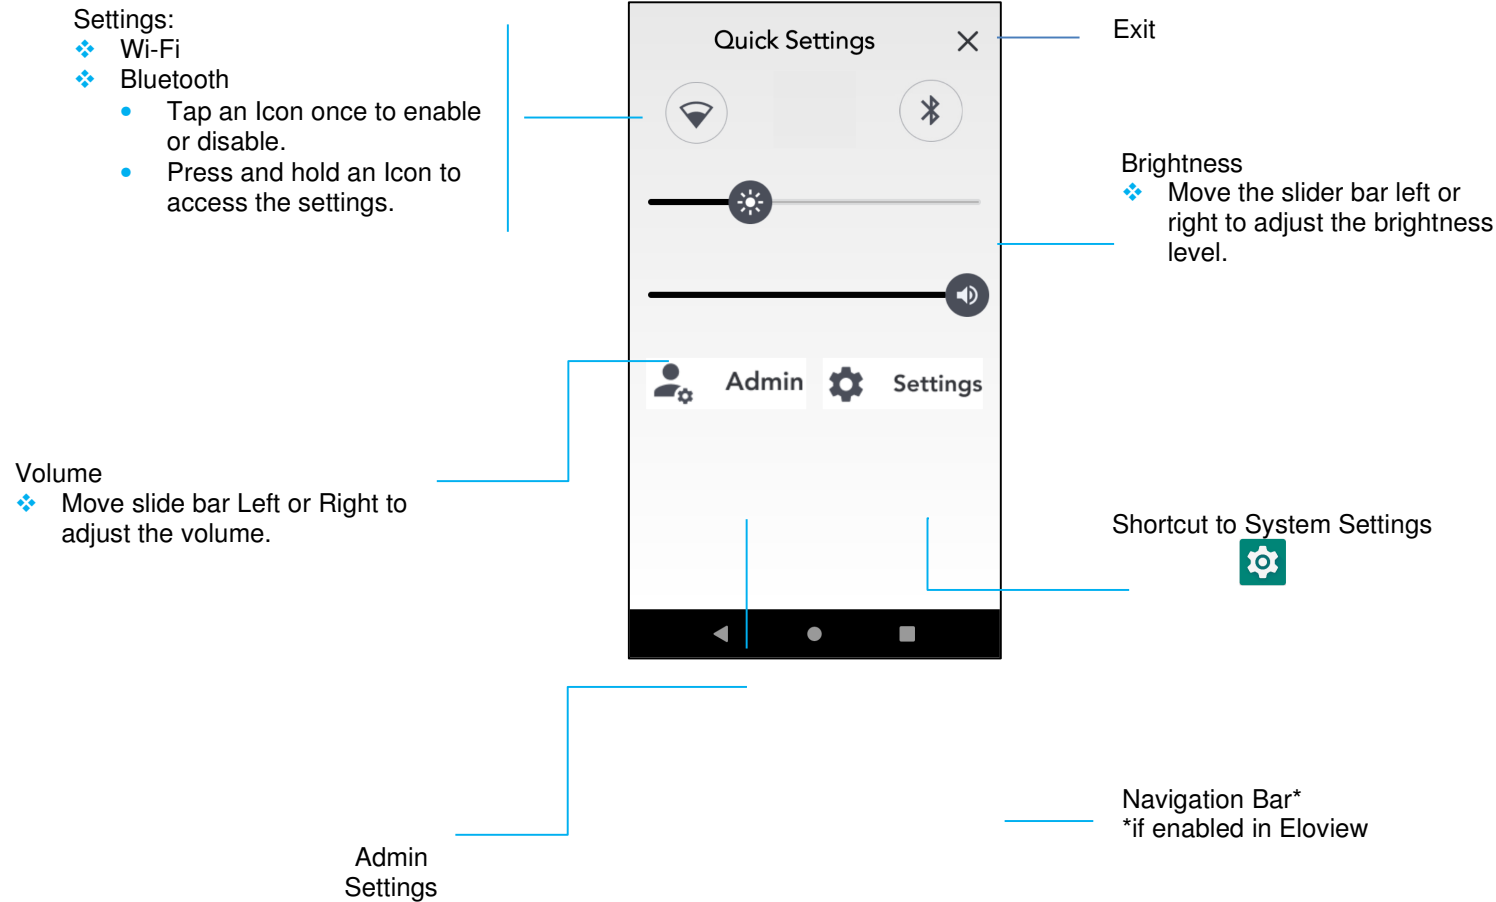 Settings:
Wi-Fi
Bluetooth
Tap an Icon once to enable
or disable.
Press and hold an Icon to
access the settings.
Quick Settings
Exit
Brightness
Move the slider bar left or
right to adjust the brightness
level.
Admin
Settings
Volume
Move slide bar Left or Right to
adjust the volume.
Shortcut to System Settings
Navigation Bar*
*if enabled in Eloview
Admin
Settings